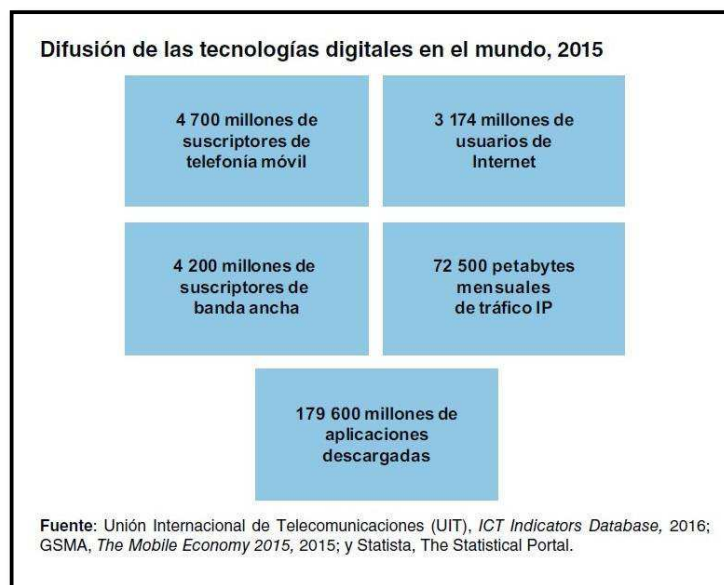 Difusión de las tecnologías digitales en el mundo, 2015
4 700 millones de
suscriptores de
telefonía móvil
3 174 millones de
usuarios de
Internet
4 200 millones de
suscriptores de
banda ancha
72 500 petabytes
mensuales
de tráfico IP
179 600 millones de
aplicaciones
descargadas
Fuente: Unión Internacional de Telecomunicaciones (UIT), ICT Indicators Database, 2016;
GSMA, The Mobile Economy 2015, 2015; y Statista, The Statistical Portal.